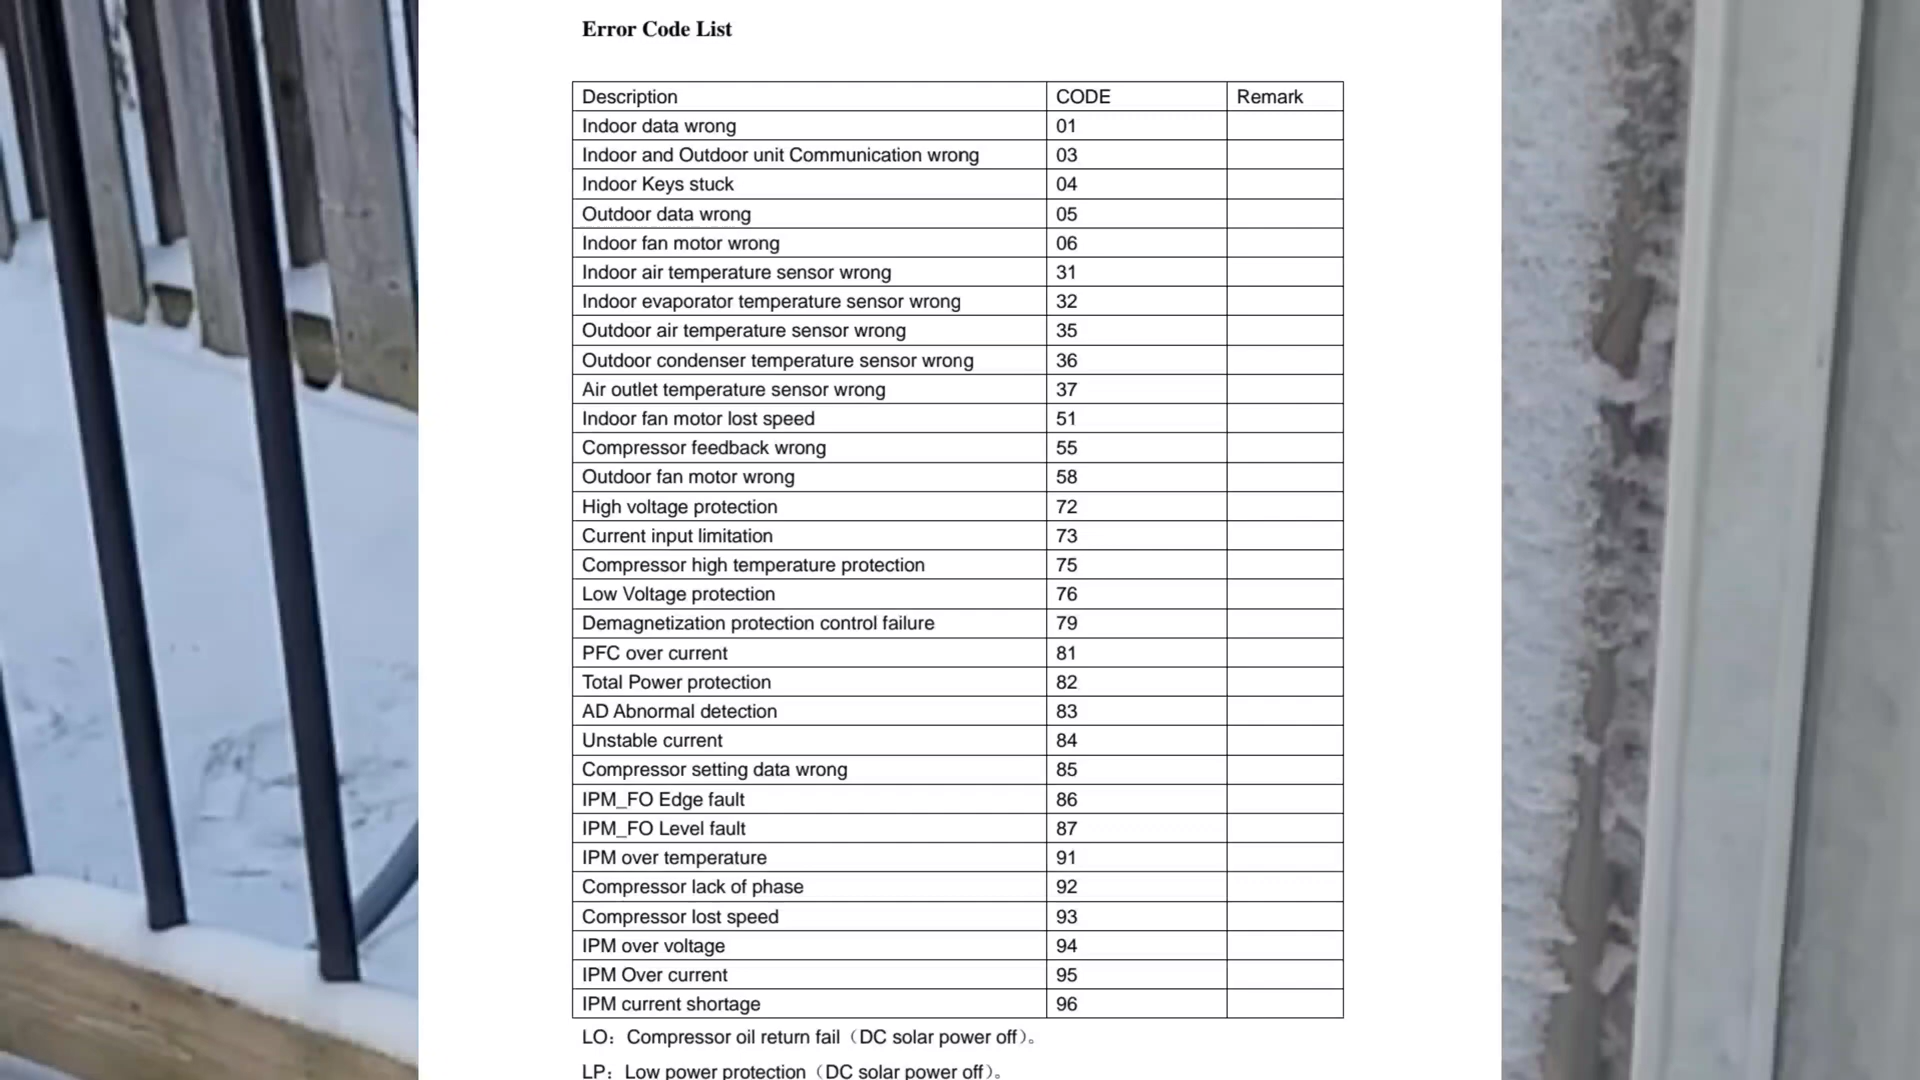 Error Code List
Description CODE Remark
Indoor data wrong 01
Indoor and Outdoor unit Communication wrong 03
Indoor Keys stuck 04
Outdoor data wrong 05
Indoor fan motor wrong 06
Indoor air temperature sensor wrong 31
Indoor evaporator temperature sensor wrong 32
Outdoor air temperature sensor wrong 35
Outdoor condenser temperature sensor wrong 36
Air outlet temperature sensor wrong 37
Indoor fan motor lost speed 51
Compressor feedback wrong 55
Outdoor fan motor wrong 58
High voltage protection 72
Current input limitation 73
Compressor high temperature protection 75
Low Voltage protection 76
Demagnetization protection control failure 79
PFC over current 81
Total Power protection 82
AD Abnormal detection 83
Unstable current 84
Compressor setting data wrong 85
IPM_FO Edge fault 86
IPM_FO Level fault 87
IPM over temperature 91
Compressor lack of phase 92
Compressor lost speed 93
IPM over voltage 94
IPM Over current 95
IPM current shortage 96
LO：Compressor oil return fail（DC solar power off）。
LP：Low power protection（DC solar power off）。